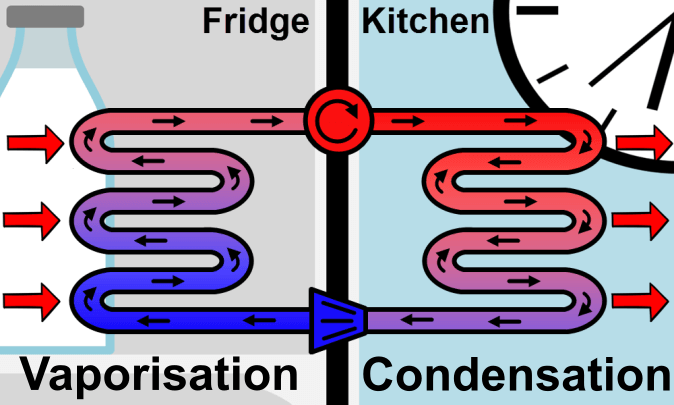 Fridge
Kitchen
Vaporisation
Condensation